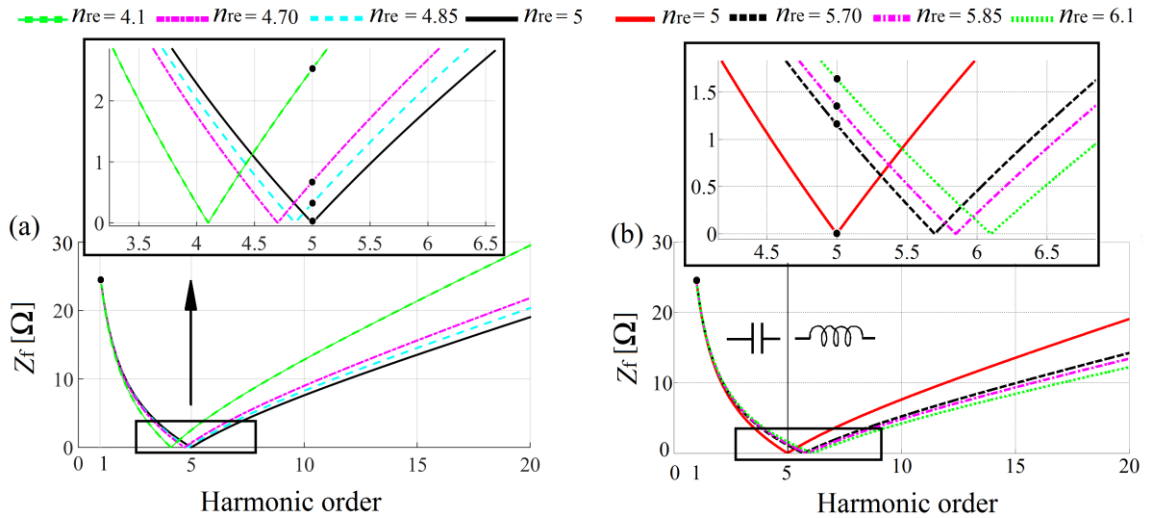 nre = 4.1 nre = 4.70 nre = 4.85 nre = 5
nre = 5 nre = 5.70 nre = 5.85 nre = 6.1
2
1
0
3.5 4 4.5 5 5.5 6 6.5
(a)
30
20
10
0
Zf [Ω]
0 1 5 10 15 20
Harmonic order
1.5
1
0.5
0
4.5 5 5.5 6 6.5
(b)
30
20
10
0
Zf [Ω]
0 1 5 10 15 20
Harmonic order